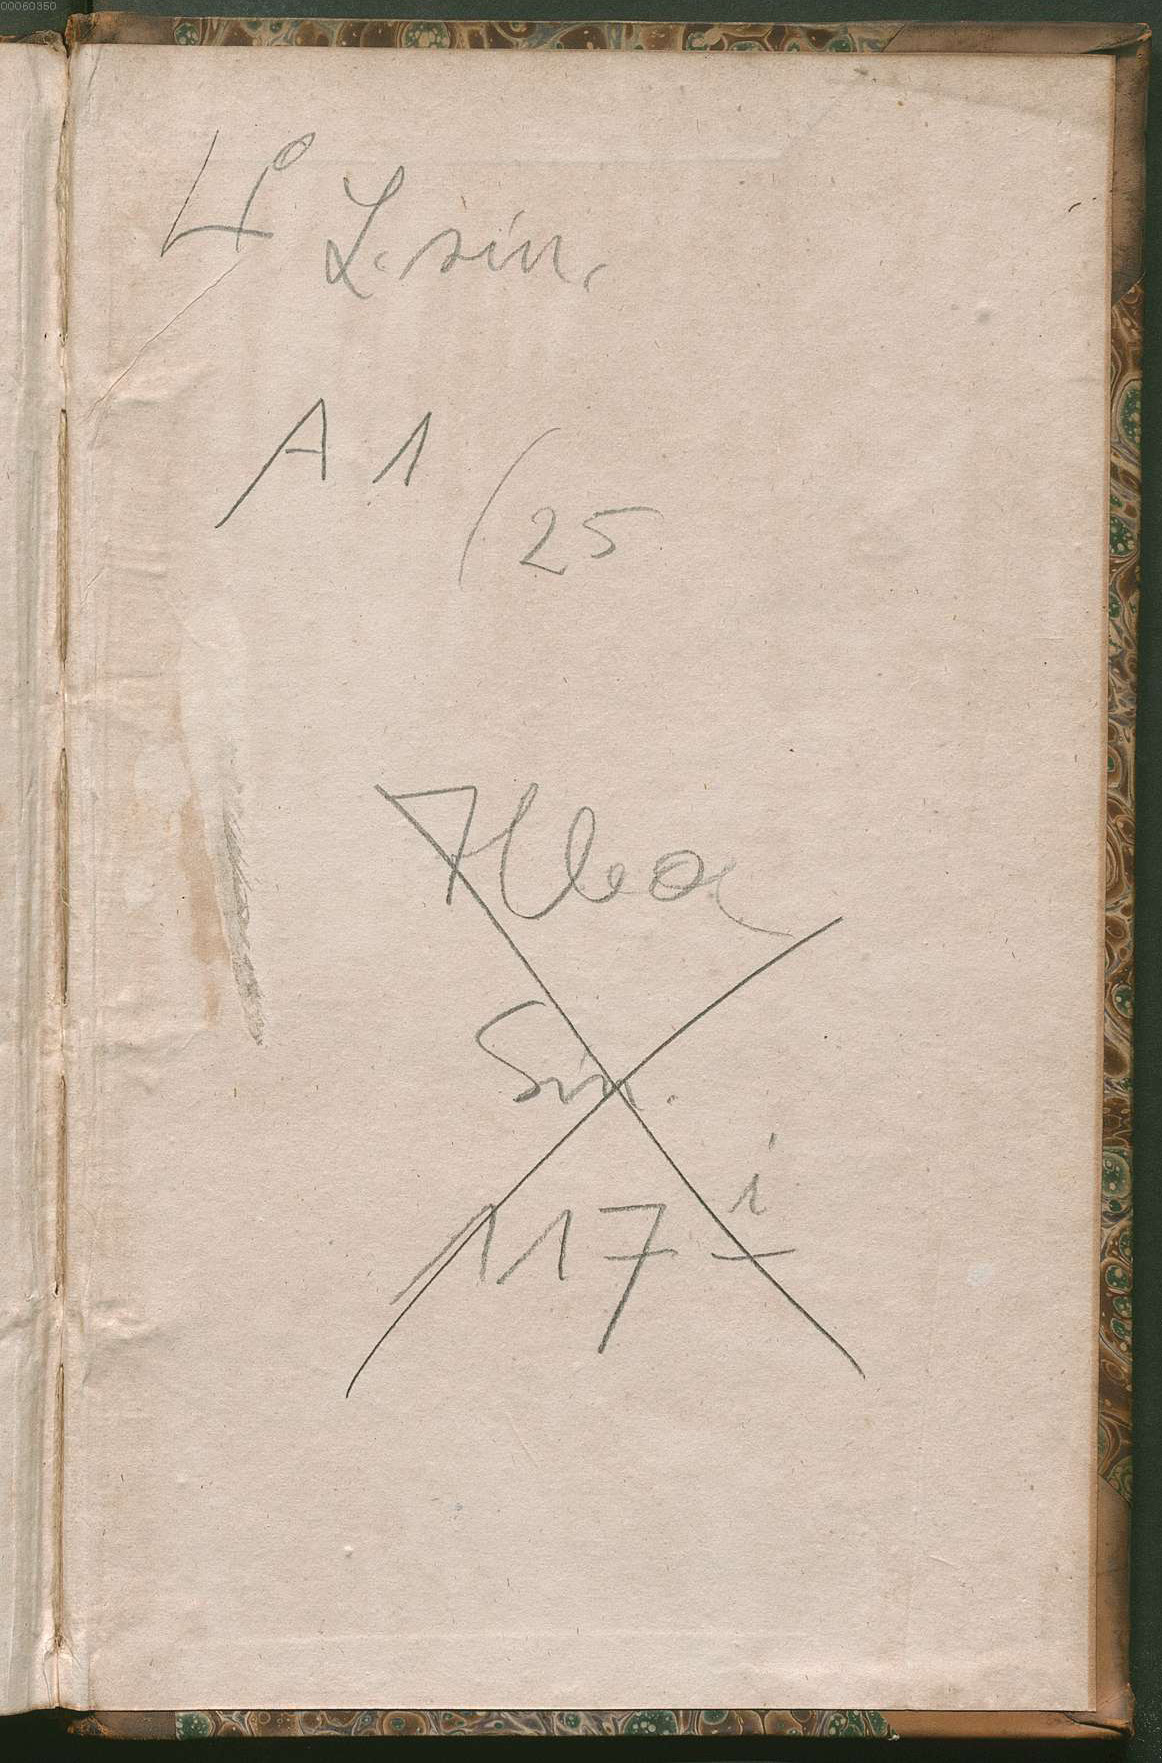 00060350
4° L. sin.
A 1
/25
Sin.
117 i